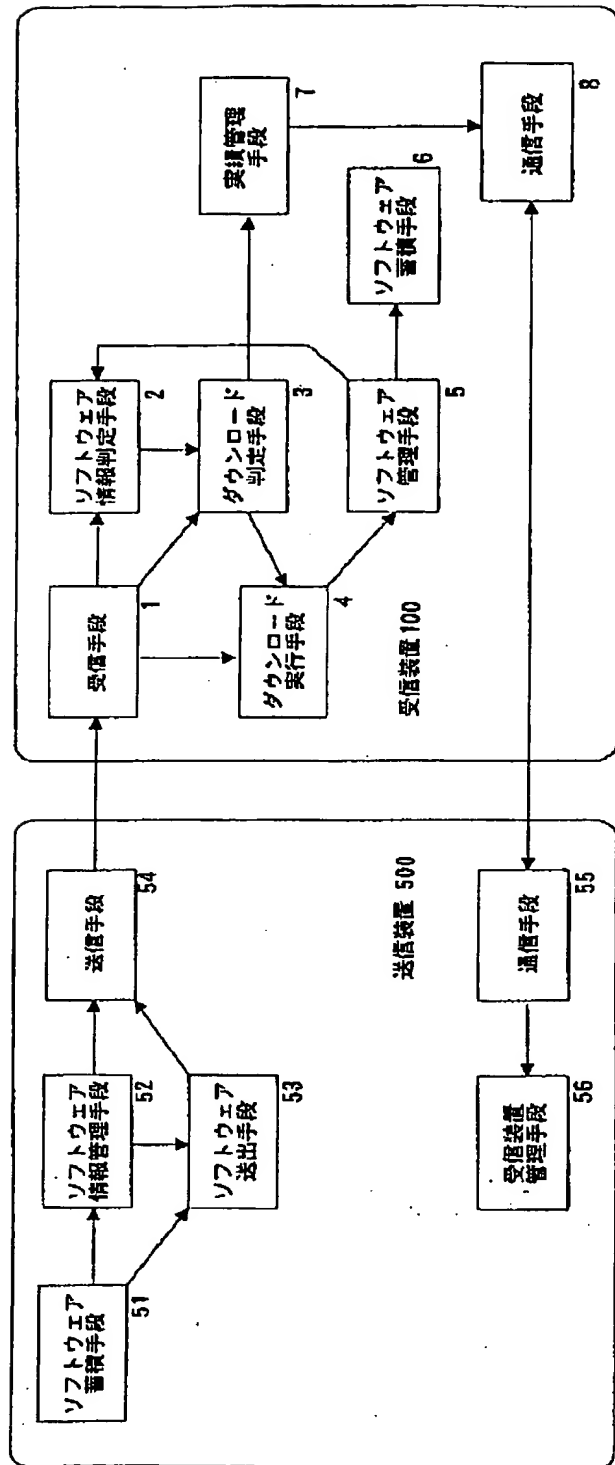 ソフトウェア
蓄積手段
51
ソフトウェア
情報管理手段
52
ソフトウェア
送出手段
53
送信手段
54
送信装置 500
通信手段
55
受信装置
管理手段
56
受信手段
1
ソフトウェア
情報判定手段
2
ダウンロード
判定手段
3
ダウンロード
実行手段
4
ソフトウェア
管理手段
5
ソフトウェア
蓄積手段
6
実績管理
手段
7
通信手段
8
受信装置 100